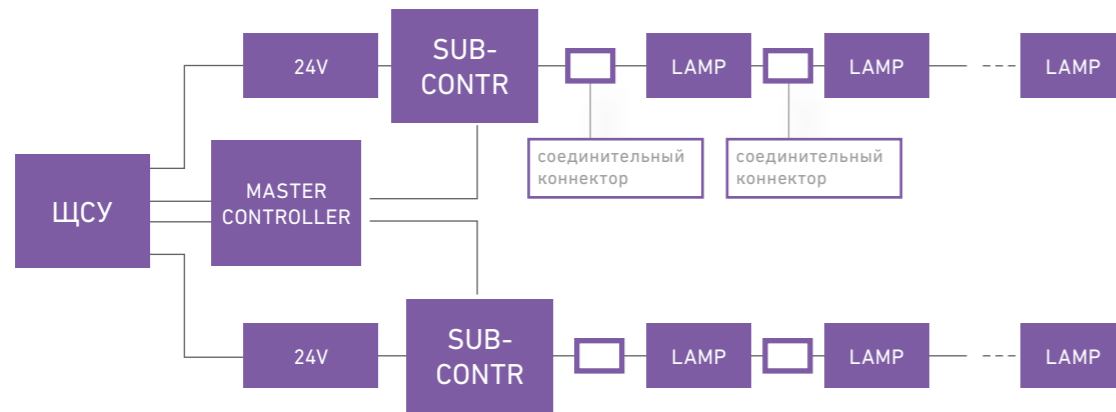 24V
SUB-
CONTR
LAMP
LAMP
LAMP
соединительный
коннектор
соединительный
коннектор
ЩСУ
MASTER
CONTROLLER
24V
SUB-
CONTR
LAMP
LAMP
LAMP